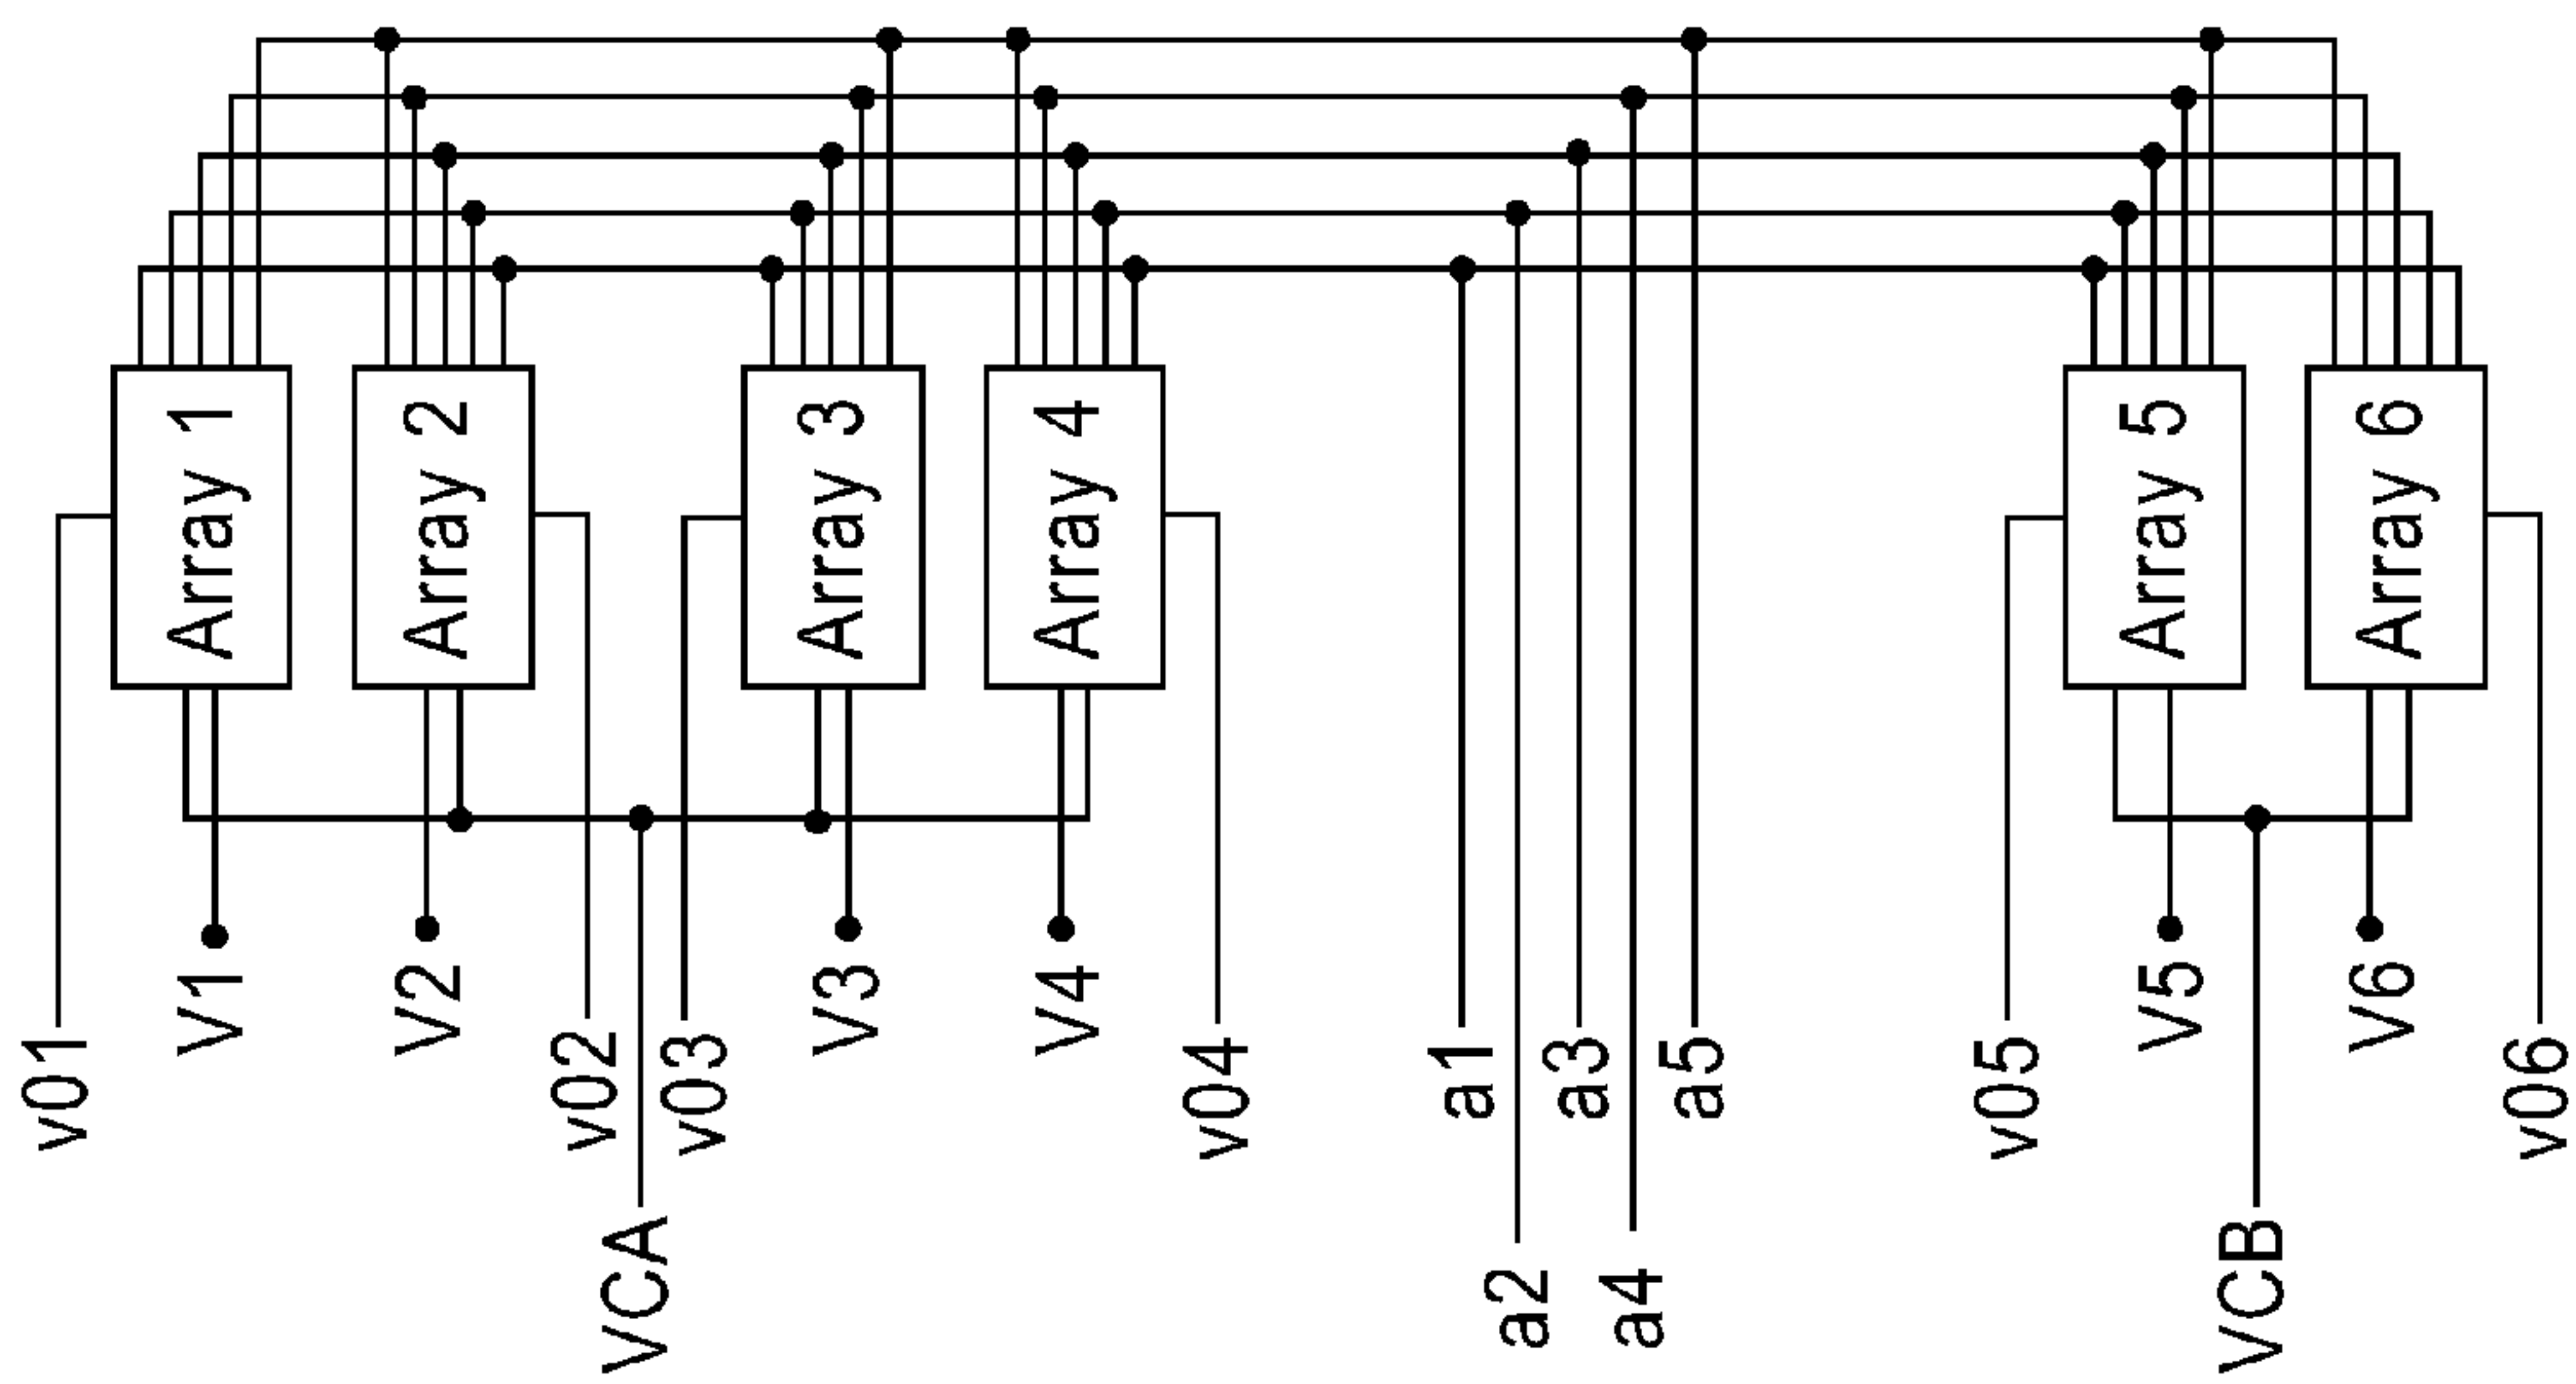 Array 1
Array 2
Array 3
Array 4
Array 5
Array 6
v01
V1
V2
v02
v03
V3
V4
v04
a1
a3
a5
v05
V5
V6
v06
VCA
a2
a4
VCB